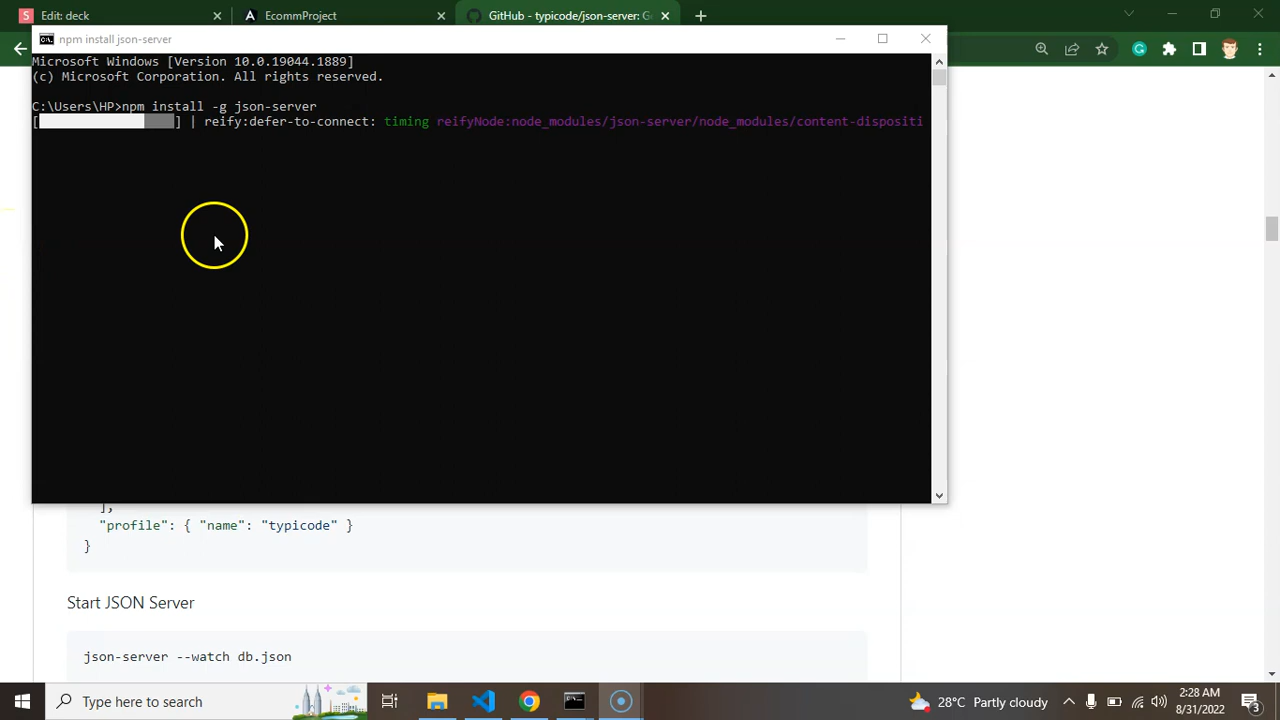 Edit: deck
EcommProject
GitHub - typicode/json-server: G
npm install json-server
Microsoft Windows [Version 10.0.19044.1889]
(c) Microsoft Corporation. All rights reserved.
C:\Users\HP>npm install -g json-server
[ ] | reify:defer-to-connect: timing reifyNode:node_modules/json-server/node_modules/content-dispositi
],
"profile": { "name": "typicode" }
}
Start JSON Server
json-server --watch db.json
Type here to search
28°C Partly cloudy
2:28 AM
8/31/2022
3